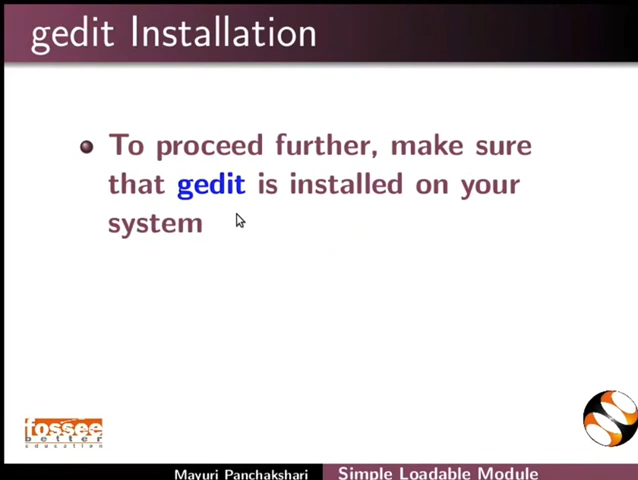 gedit Installation
To proceed further, make sure
that gedit is installed on your
system
fossee
better
education
Mayuri Panchakshari Simple Loadable Module